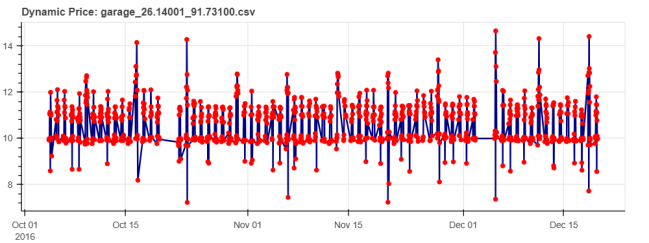 Dynamic Price: garage_26.14001_91.73100.csv
14
12
10
8
Oct 01
2016
Oct 15
Nov 01
Nov 15
Dec 01
Dec 15